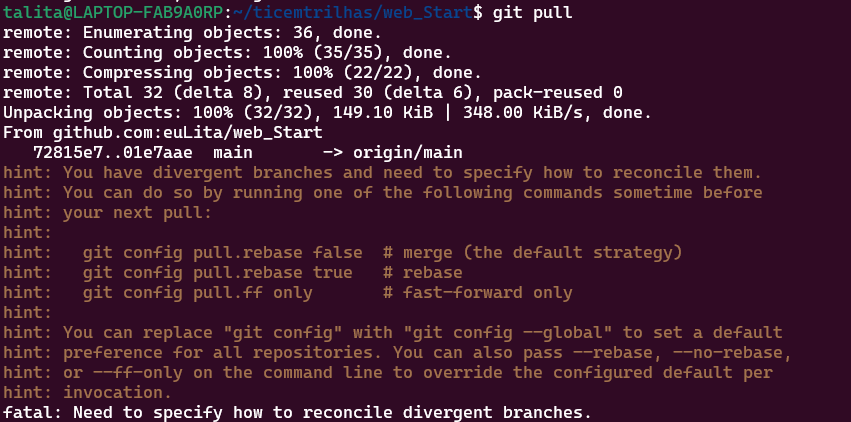 talita@LAPTOP-FAB9A0RP:~/ticemtrilhas/web_Start$ git pull
remote: Enumerating objects: 36, done.
remote: Counting objects: 100% (35/35), done.
remote: Compressing objects: 100% (22/22), done.
remote: Total 32 (delta 8), reused 30 (delta 6), pack-reused 0
Unpacking objects: 100% (32/32), 149.10 KiB | 348.00 KiB/s, done.
From github.com:euLita/web_Start
   72815e7..01e7aae  main       -> origin/main
hint: You have divergent branches and need to specify how to reconcile them.
hint: You can do so by running one of the following commands sometime before
hint: your next pull:
hint:
hint:   git config pull.rebase false  # merge (the default strategy)
hint:   git config pull.rebase true   # rebase
hint:   git config pull.ff only       # fast-forward only
hint:
hint: You can replace "git config" with "git config --global" to set a default
hint: preference for all repositories. You can also pass --rebase, --no-rebase,
hint: or --ff-only on the command line to override the configured default per
hint: invocation.
fatal: Need to specify how to reconcile divergent branches.